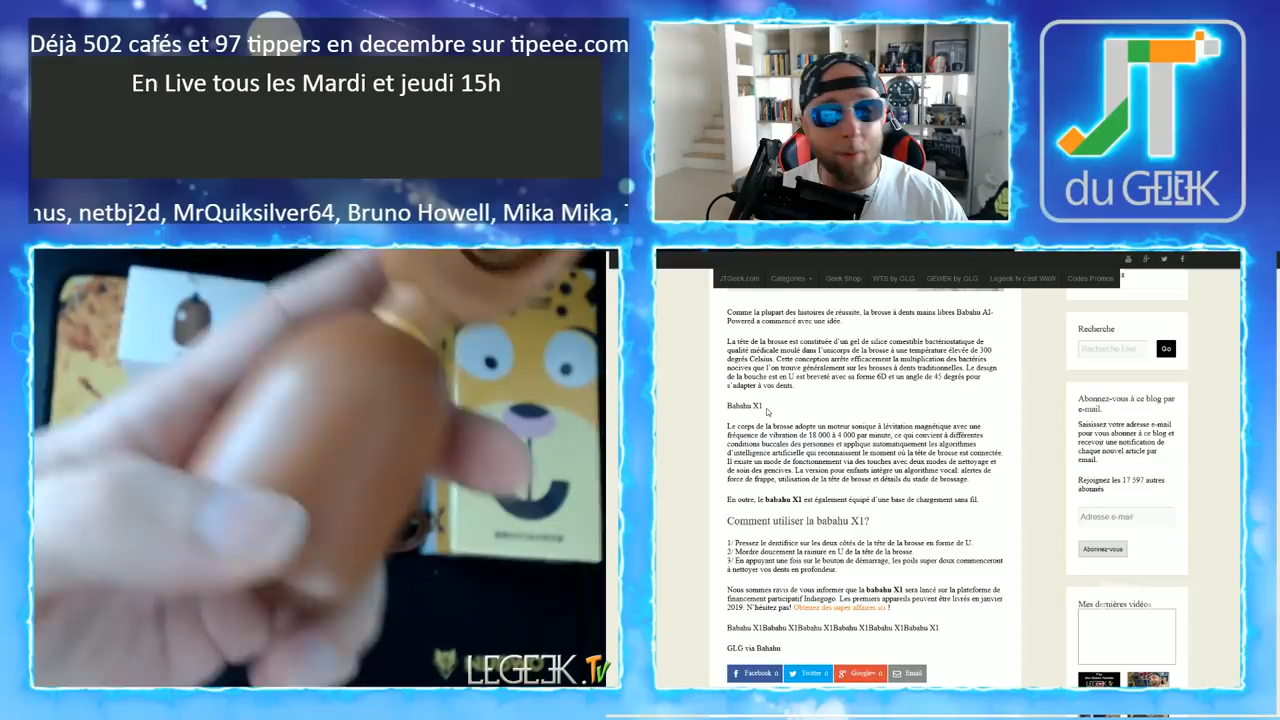 Déjà 502 cafés et 97 tippers en decembre sur tipeee.com
En Live tous les Mardi et jeudi 15h
netbj2d, MrQuiksilver64, Bruno Howell, Mika Mika,
JT
du GEEK
LEGEEK.TV
JTGeek.com Catégories Geek Shop WTS by GLG GEWEK by GLG Legeek tv c'est WaW Codes Promos
Comme la plupart des histoires de réussite, la brosse à dents mains libres Babahu AI-
Powered a commencé avec une idée.
La tête de la brosse est constituée d'un gel de silice comestible bactériostatique de
qualité médicale moulé dans l'unicorps de la brosse à une température élevée de 300
degrés Celsius. Cette conception arrête efficacement la multiplication des bactéries
nocives que l'on trouve généralement sur les brosses à dents traditionnelles. Le design
de la bouche est en U est breveté avec sa forme 6D et un angle de 45 degrés pour
s'adapter à vos dents.
Babahu X1
Le corps de la brosse adopte un moteur sonique à lévitation magnétique avec une
fréquence de vibration de 18 000 à 4 000 par minute, ce qui convient à différentes
conditions buccales des personnes et applique automatiquement les algorithmes
d'intelligence artificielle qui reconnaissent le moment où la tête de brosse est connectée.
Il existe un mode de fonctionnement via des touches avec deux modes de nettoyage et
de soin des gencives. La version pour enfants intègre un algorithme vocal: alertes de
force de frappe, utilisation de la tête de brosse et détails du stade de brossage.
En outre, le babahu X1 est également équipé d'une base de chargement sans fil.
Comment utiliser la babahu X1?
1/ Pressez le dentifrice sur les deux côtés de la tête de la brosse en forme de U.
2/ Mordre doucement la rainure en U de la tête de la brosse.
3/ En appuyant une fois sur le bouton de démarrage, les poils super doux commenceront
à nettoyer vos dents en profondeur.
Nous sommes ravis de vous informer que la babahu X1 sera lancé sur la plateforme de
financement participatif Indiegogo. Les premiers appareils peuvent être livrés en janvier
2019. N'hésitez pas! Obtenez des super affaires ici !
Babahu X1Babahu X1Babahu X1Babahu X1Babahu X1Babahu X1
GLG via Bahahu
Facebook 0 Twitter 0 Google+ 0 Email
8
Recherche
Recherche Live Go
Abonnez-vous à ce blog par
e-mail.
Saisissez votre adresse e-mail
pour vous abonner à ce blog et
recevoir une notification de
chaque nouvel article par
email.
Rejoignez les 17 597 autres
abonnés
Adresse e-mail
Abonnez-vous
Mes dernières vidéos